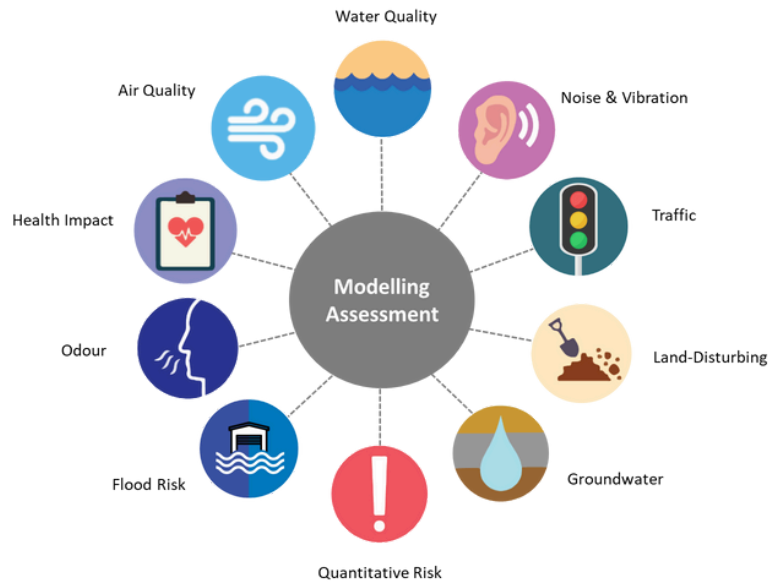 Water Quality
Air Quality
Noise & Vibration
Health Impact
Traffic
Modelling
Assessment
Odour
Land-Disturbing
Flood Risk
Groundwater
Quantitative Risk